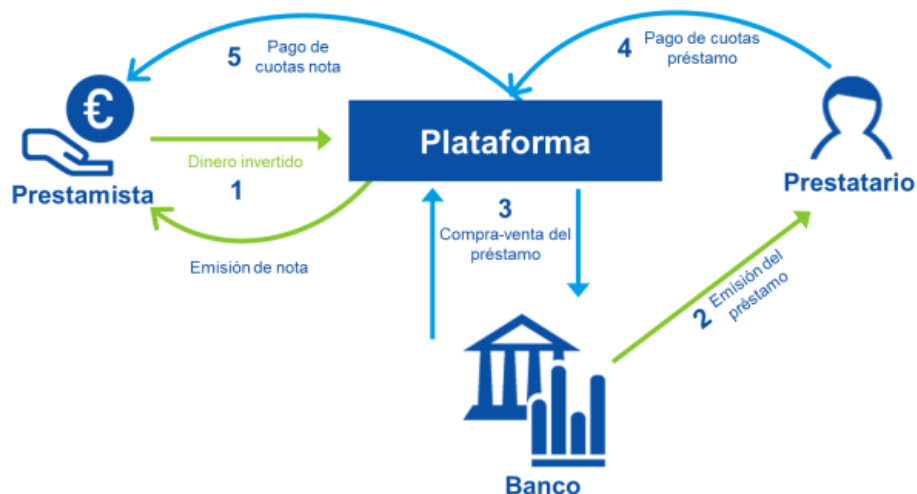 5
Pago de
cuotas nota
4
Pago de cuotas
préstamo
€
Plataforma
Dinero invertido
1
Prestamista
Prestatario
3
Compra-venta del
préstamo
Emisión de nota
2
Emisión del
préstamo
Banco